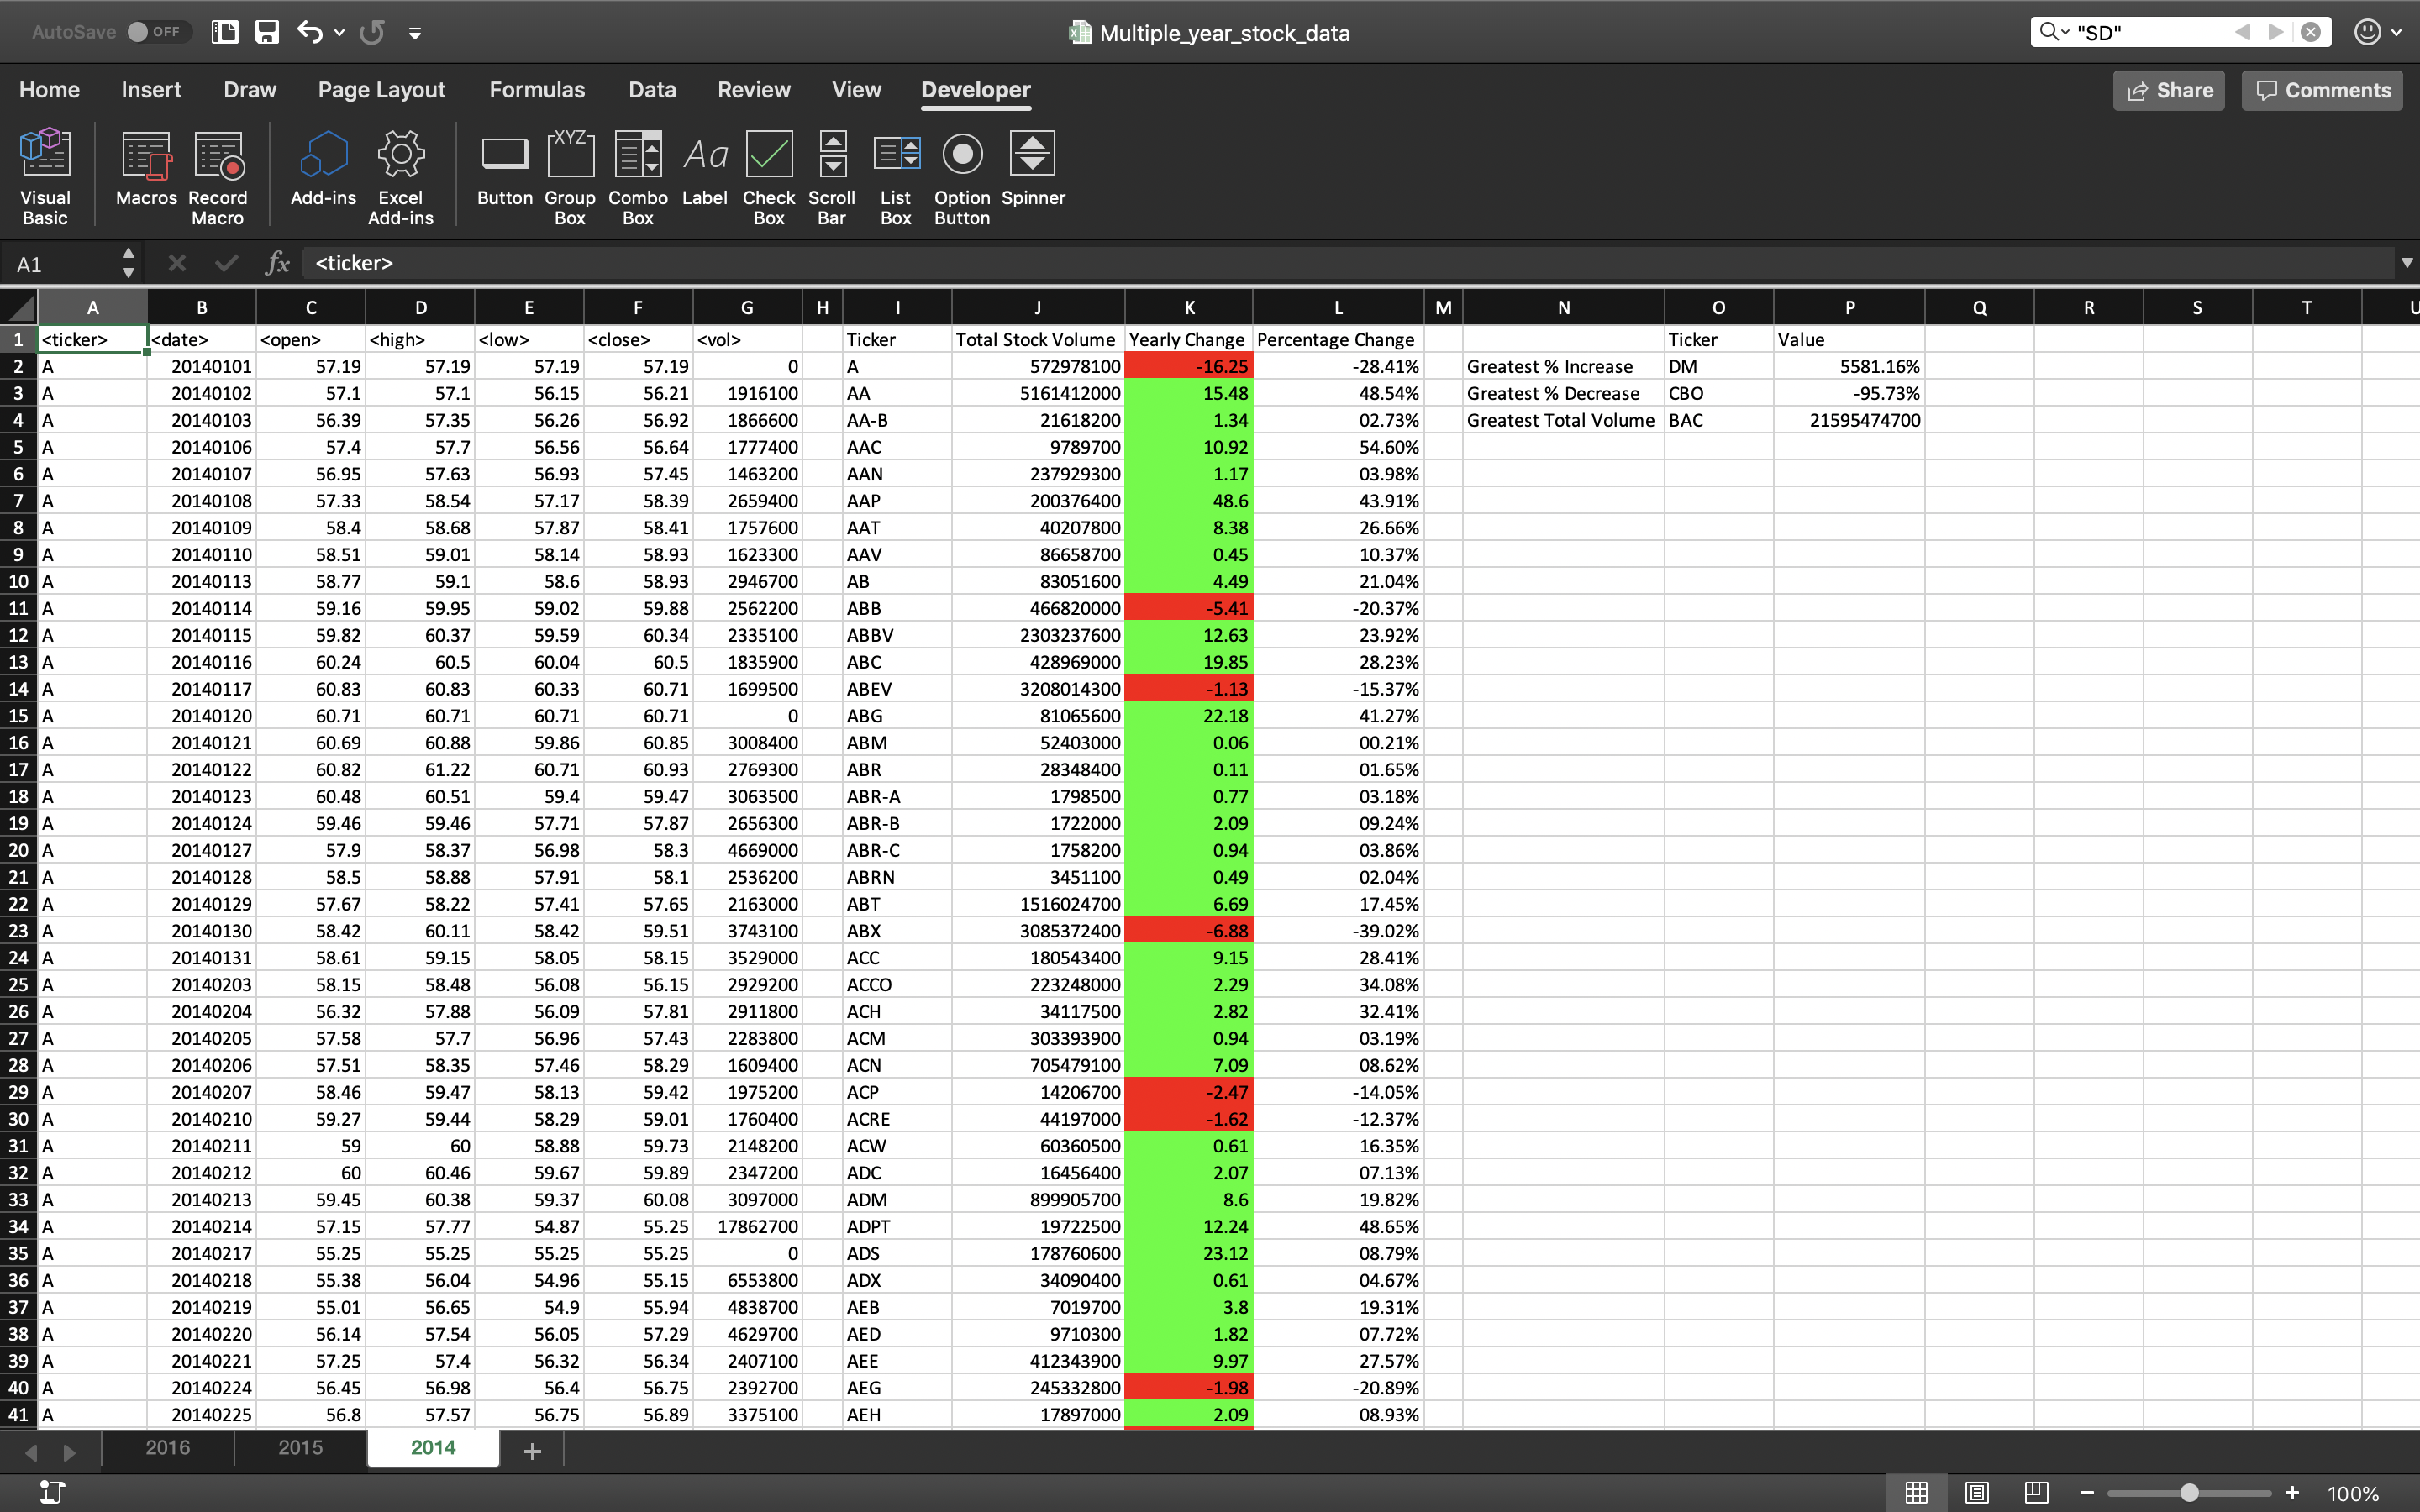 AutoSave OFF Multiple_year_stock_data "SD"
Home Insert Draw Page Layout Formulas Data Review View Developer Share Comments
Visual Basic Macros Record Macro Add-ins Excel Add-ins Button Group Box Combo Box Label Check Box Scroll Bar List Box Option Button Spinner
XYZ Aa
A1 fx <ticker>
A B C D E F G H I J K L M N O P Q R S T U
1 <ticker> <date> <open> <high> <low> <close> <vol> Ticker Total Stock Volume Yearly Change Percentage Change Ticker Value
2 A 20140101 57.19 57.19 57.19 57.19 0 A 572978100 -16.25 -28.41% Greatest % Increase DM 5581.16%
3 A 20140102 57.1 57.1 56.15 56.21 1916100 AA 5161412000 15.48 48.54% Greatest % Decrease CBO -95.73%
4 A 20140103 56.39 57.35 56.26 56.92 1866600 AA-B 21618200 1.34 02.73% Greatest Total Volume BAC 21595474700
5 A 20140106 57.4 57.7 56.56 56.64 1777400 AAC 9789700 10.92 54.60%
6 A 20140107 56.95 57.63 56.93 57.45 1463200 AAN 237929300 1.17 03.98%
7 A 20140108 57.33 58.54 57.17 58.39 2659400 AAP 200376400 48.6 43.91%
8 A 20140109 58.4 58.68 57.87 58.41 1757600 AAT 40207800 8.38 26.66%
9 A 20140110 58.51 59.01 58.14 58.93 1623300 AAV 86658700 0.45 10.37%
10 A 20140113 58.77 59.1 58.6 58.93 2946700 AB 83051600 4.49 21.04%
11 A 20140114 59.16 59.95 59.02 59.88 2562200 ABB 466820000 -5.41 -20.37%
12 A 20140115 59.82 60.37 59.59 60.34 2335100 ABBV 2303237600 12.63 23.92%
13 A 20140116 60.24 60.5 60.04 60.5 1835900 ABC 428969000 19.85 28.23%
14 A 20140117 60.83 60.83 60.33 60.71 1699500 ABEV 3208014300 -1.13 -15.37%
15 A 20140120 60.71 60.71 60.71 60.71 0 ABG 81065600 22.18 41.27%
16 A 20140121 60.69 60.88 59.86 60.85 3008400 ABM 52403000 0.06 00.21%
17 A 20140122 60.82 61.22 60.71 60.93 2769300 ABR 28348400 0.11 01.65%
18 A 20140123 60.48 60.51 59.4 59.47 3063500 ABR-A 1798500 0.77 03.18%
19 A 20140124 59.46 59.46 57.71 57.87 2656300 ABR-B 1722000 2.09 09.24%
20 A 20140127 57.9 58.37 56.98 58.3 4669000 ABR-C 1758200 0.94 03.86%
21 A 20140128 58.5 58.88 57.91 58.1 2536200 ABRN 3451100 0.49 02.04%
22 A 20140129 57.67 58.22 57.41 57.65 2163000 ABT 1516024700 6.69 17.45%
23 A 20140130 58.42 60.11 58.42 59.51 3743100 ABX 3085372400 -6.88 -39.02%
24 A 20140131 58.61 59.15 58.05 58.15 3529000 ACC 180543400 9.15 28.41%
25 A 20140203 58.15 58.48 56.08 56.15 2929200 ACCO 223248000 2.29 34.08%
26 A 20140204 56.32 57.88 56.09 57.81 2911800 ACH 34117500 2.82 32.41%
27 A 20140205 57.58 57.7 56.96 57.43 2283800 ACM 303393900 0.94 03.19%
28 A 20140206 57.51 58.35 57.46 58.29 1609400 ACN 705479100 7.09 08.62%
29 A 20140207 58.46 59.47 58.13 59.42 1975200 ACP 14206700 -2.47 -14.05%
30 A 20140210 59.27 59.44 58.29 59.01 1760400 ACRE 44197000 -1.62 -12.37%
31 A 20140211 59 60 58.88 59.73 2148200 ACW 60360500 0.61 16.35%
32 A 20140212 60 60.46 59.67 59.89 2347200 ADC 16456400 2.07 07.13%
33 A 20140213 59.45 60.38 59.37 60.08 3097000 ADM 899905700 8.6 19.82%
34 A 20140214 57.15 57.77 54.87 55.25 17862700 ADPT 19722500 12.24 48.65%
35 A 20140217 55.25 55.25 55.25 55.25 0 ADS 178760600 23.12 08.79%
36 A 20140218 55.38 56.04 54.96 55.15 6553800 ADX 34090400 0.61 04.67%
37 A 20140219 55.01 56.65 54.9 55.94 4838700 AEB 7019700 3.8 19.31%
38 A 20140220 56.14 57.54 56.05 57.29 4629700 AED 9710300 1.82 07.72%
39 A 20140221 57.25 57.4 56.32 56.34 2407100 AEE 412343900 9.97 27.57%
40 A 20140224 56.45 56.98 56.4 56.75 2392700 AEG 245332800 -1.98 -20.89%
41 A 20140225 56.8 57.57 56.75 56.89 3375100 AEH 17897000 2.09 08.93%
2016 2015 2014 +
100%